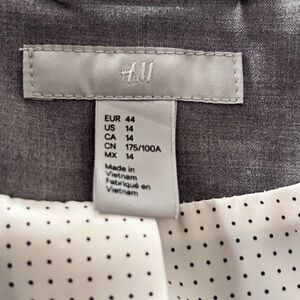 H&M
EUR 44
US 14
CA 14
CN 175/100A
MX 14
Made in
Vietnam
Fabriqué en
Vietnam